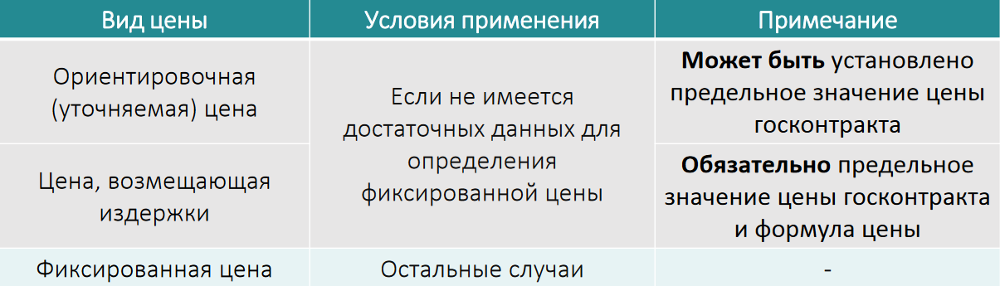 Вид цены
Условия применения
Примечание
Ориентировочная
(уточняемая) цена
Если не имеется
достаточных данных для
определения
фиксированной цены
Может быть установлено
предельное значение цены
госконтракта
Цена, возмещающая
издержки
Обязательно предельное
значение цены госконтракта
и формула цены
Фиксированная цена
Остальные случаи
-